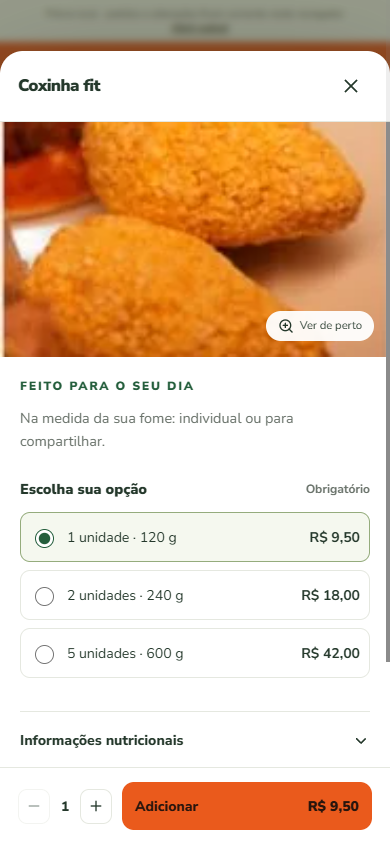 Coxinha fit
Ver de perto
FEITO PARA O SEU DIA
Na medida da sua fome: individual ou para
compartilhar.
Escolha sua opção
Obrigatório
1 unidade · 120 g
R$ 9,50
2 unidades · 240 g
R$ 18,00
5 unidades · 600 g
R$ 42,00
Informações nutricionais
1
Adicionar
R$ 9,50